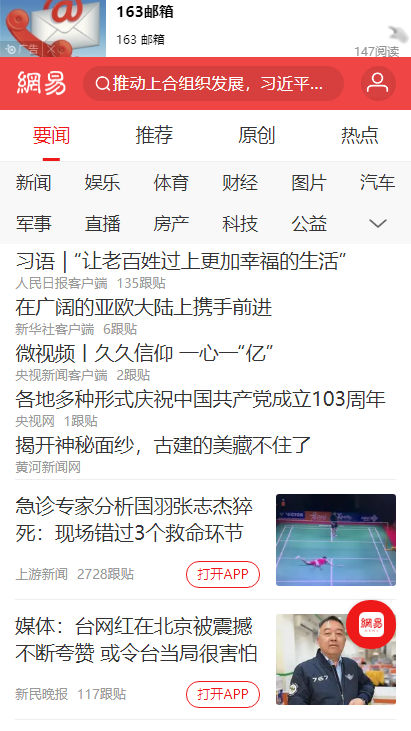 163邮箱
163 邮箱
广告
147阅读
網易
推动上合组织发展，习近平...
要闻 推荐 原创 热点
新闻 娱乐 体育 财经 图片 汽车
军事 直播 房产 科技 公益
习语 | “让老百姓过上更加幸福的生活”
人民日报客户端 135跟贴
在广阔的亚欧大陆上携手前进
新华社客户端 6跟贴
微视频丨久久信仰 一心一“亿”
央视新闻客户端 2跟贴
各地多种形式庆祝中国共产党成立103周年
央视网 1跟贴
揭开神秘面纱，古建的美藏不住了
黄河新闻网
急诊专家分析国羽张志杰猝
死：现场错过3个救命环节
上游新闻 2728跟贴 打开APP
網易
媒体：台网红在北京被震撼
不断夸赞 或令台当局很害怕
767
新民晚报 117跟贴 打开APP